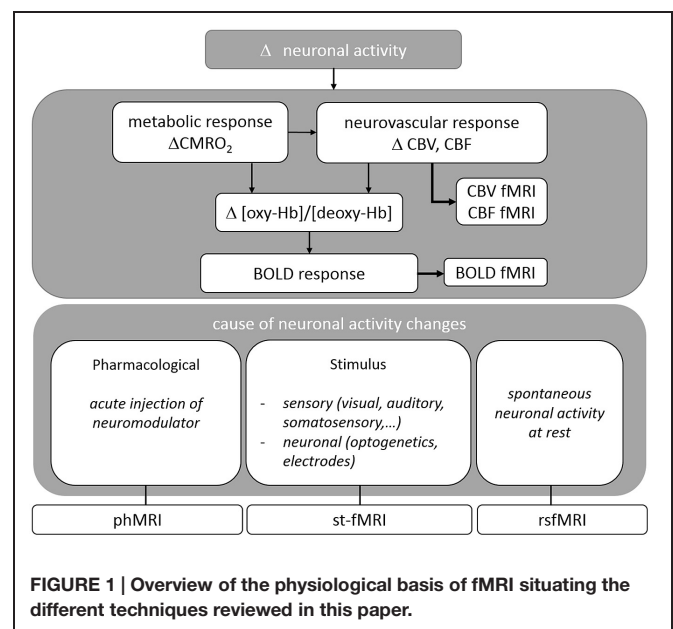 Δ neuronal activity
metabolic response
ΔCMRO₂
neurovascular response
Δ CBV, CBF
CBV fMRI
CBF fMRI
Δ [oxy-Hb]/[deoxy-Hb]
BOLD response
BOLD fMRI
cause of neuronal activity changes
Pharmacological
acute injection of
neuromodulator
Stimulus
- sensory (visual, auditory,
somatosensory,...)
- neuronal (optogenetics,
electrodes)
spontaneous
neuronal activity
at rest
phMRI
st-fMRI
rsfMRI
FIGURE 1 | Overview of the physiological basis of fMRI situating the
different techniques reviewed in this paper.